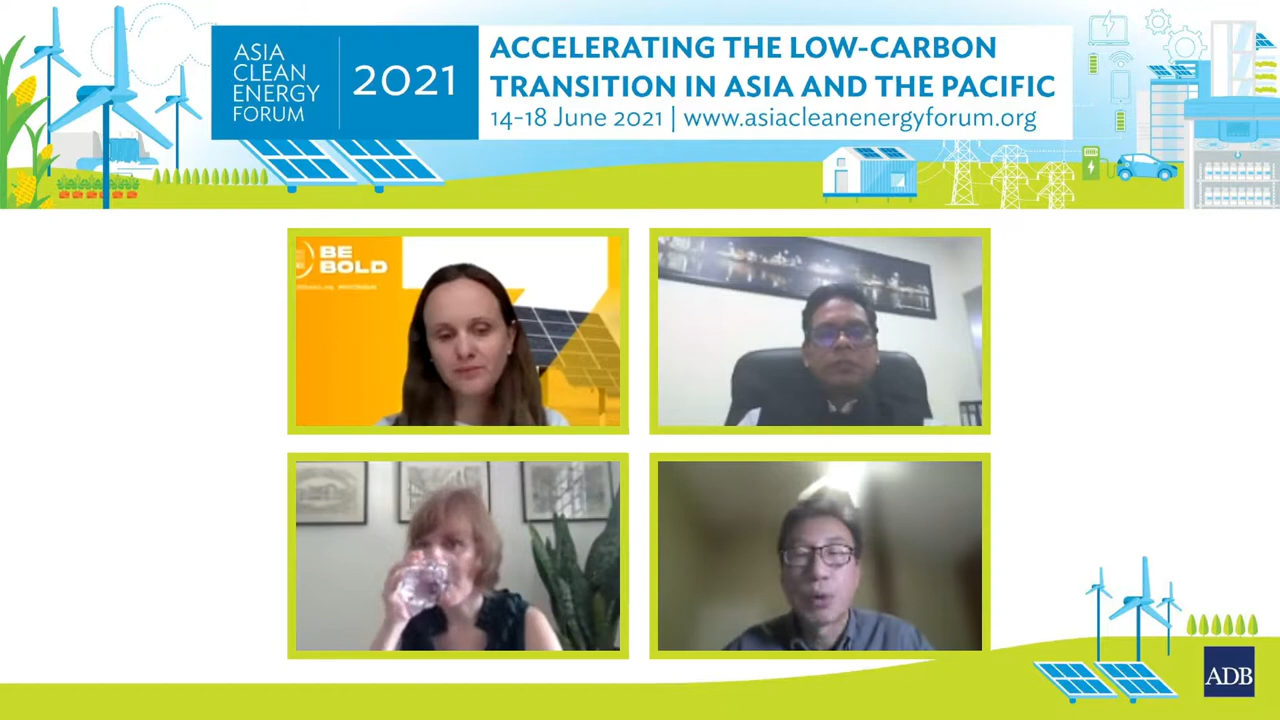 ASIA
CLEAN
ENERGY
FORUM
2021
ACCELERATING THE LOW-CARBON
TRANSITION IN ASIA AND THE PACIFIC
14-18 June 2021 | www.asiacleanenergyforum.org
BE
BOLD
ADB